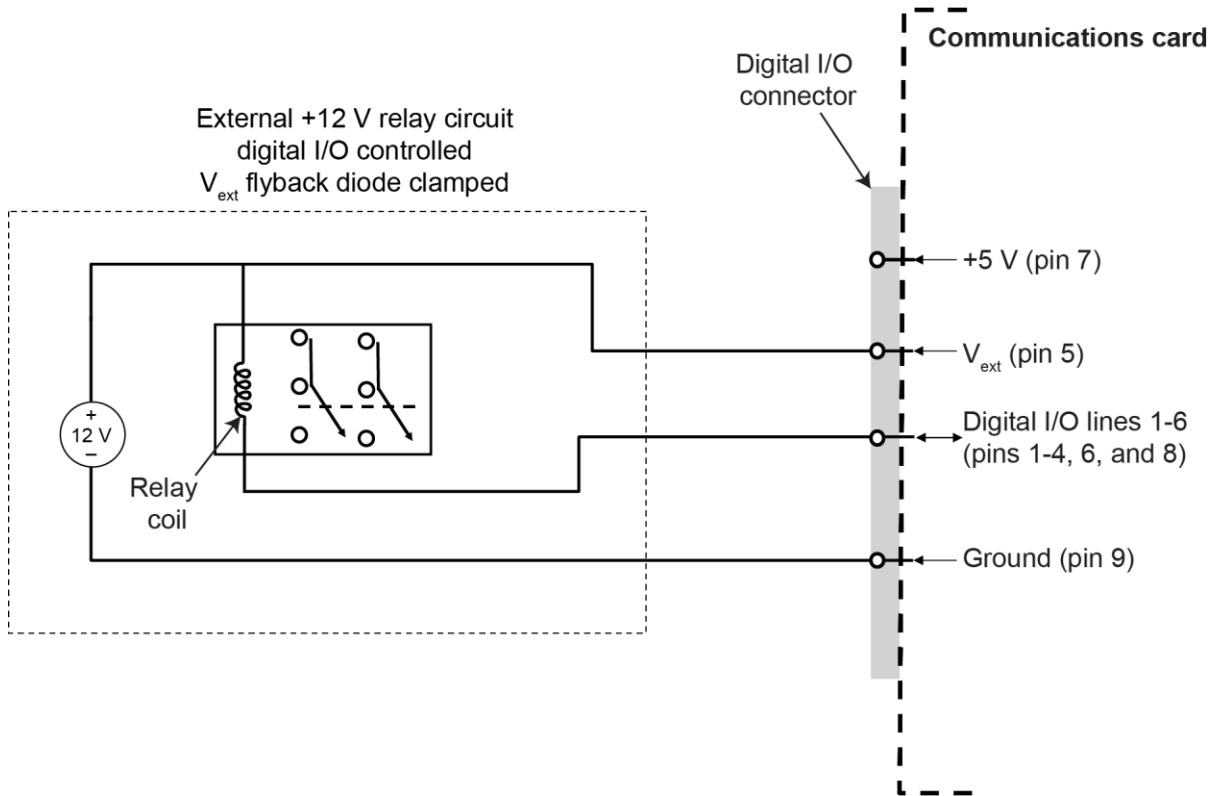 Communications card
Digital I/O
connector
External +12 V relay circuit
digital I/O controlled
Vext flyback diode clamped
+5 V (pin 7)
Vext (pin 5)
+
12 V
–
Digital I/O lines 1-6
(pins 1-4, 6, and 8)
Relay
coil
Ground (pin 9)